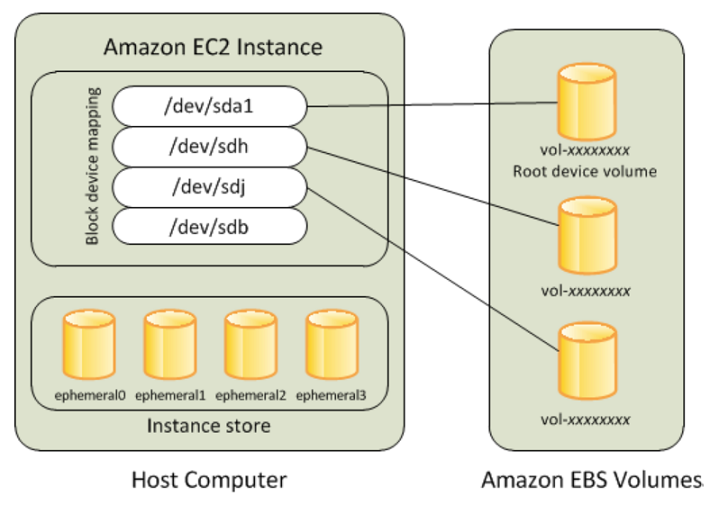 Amazon EC2 Instance
Block device mapping
/dev/sda1
/dev/sdh
/dev/sdj
/dev/sdb
ephemeral0 ephemeral1 ephemeral2 ephemeral3
Instance store
Host Computer
vol-xxxxxxxx
Root device volume
vol-xxxxxxxx
vol-xxxxxxxx
Amazon EBS Volumes